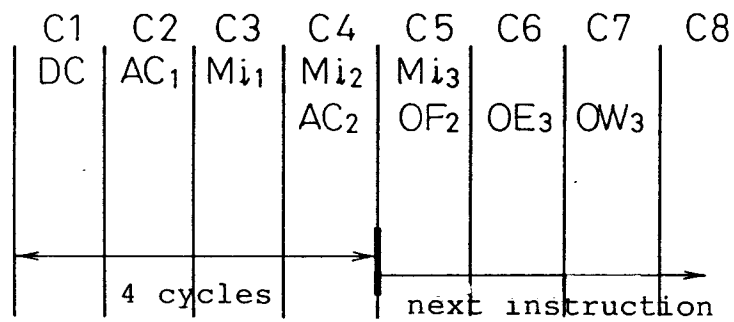 C1 C2 C3 C4 C5 C6 C7 C8
DC AC₁ Mi₁ Mi₂ Mi₃
AC₂ OF₂ OE₃ OW₃
4 cycles
next instruction